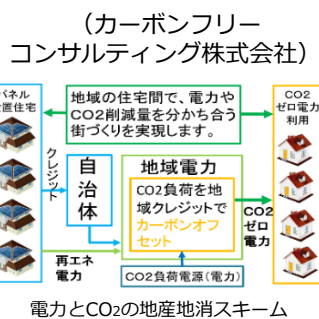 （カーボンフリー
コンサルティング株式会社）
パネル
設置住宅
地域の住宅間で、電力や
CO2削減量を分かち合う
街づくりを実現します。
CO2
ゼロ電力
利用
クレジット
自治体
地域電力
CO2負荷を地
域クレジットで
カーボンオフ
セット
CO2
ゼロ
電力
再エネ
電力
CO2負荷電源（電力）
電力とCO2の地産地消スキーム